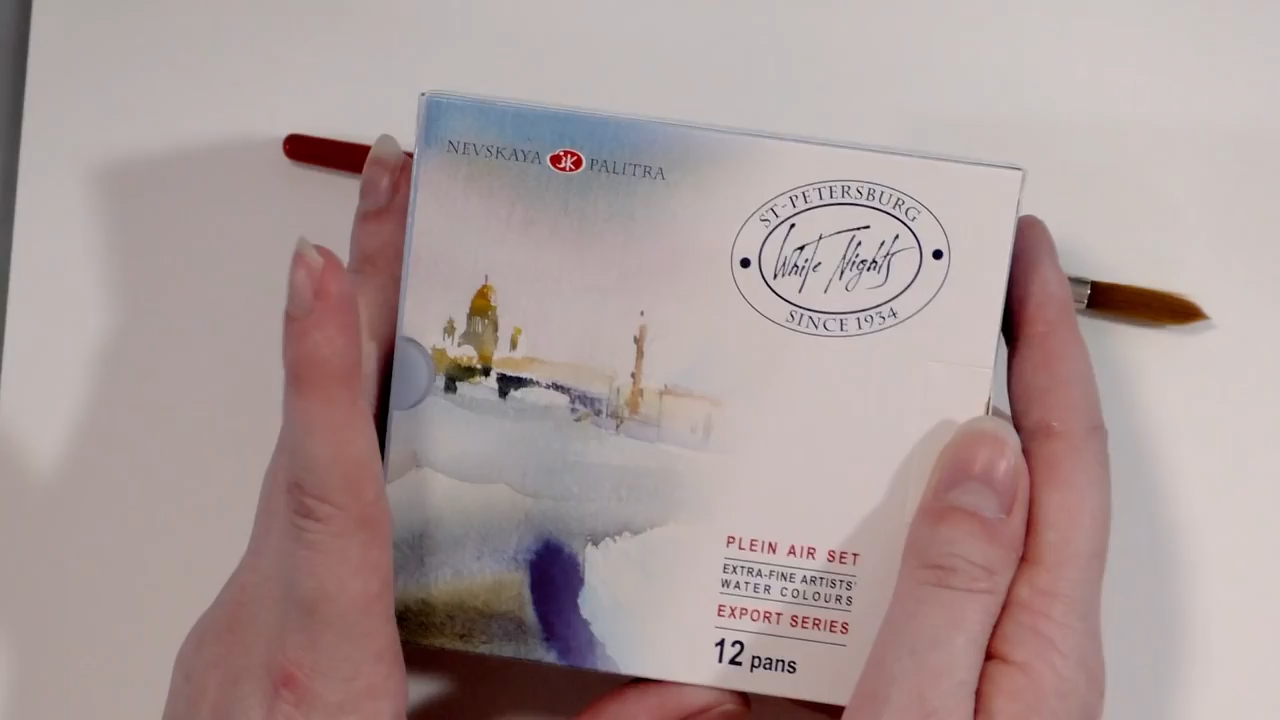 NEVSKAYA ЗК PALITRA
ST-PETERSBURG
White Nights
SINCE 1934
PLEIN AIR SET
EXTRA-FINE ARTISTS'
WATER COLOURS
EXPORT SERIES
12 pans